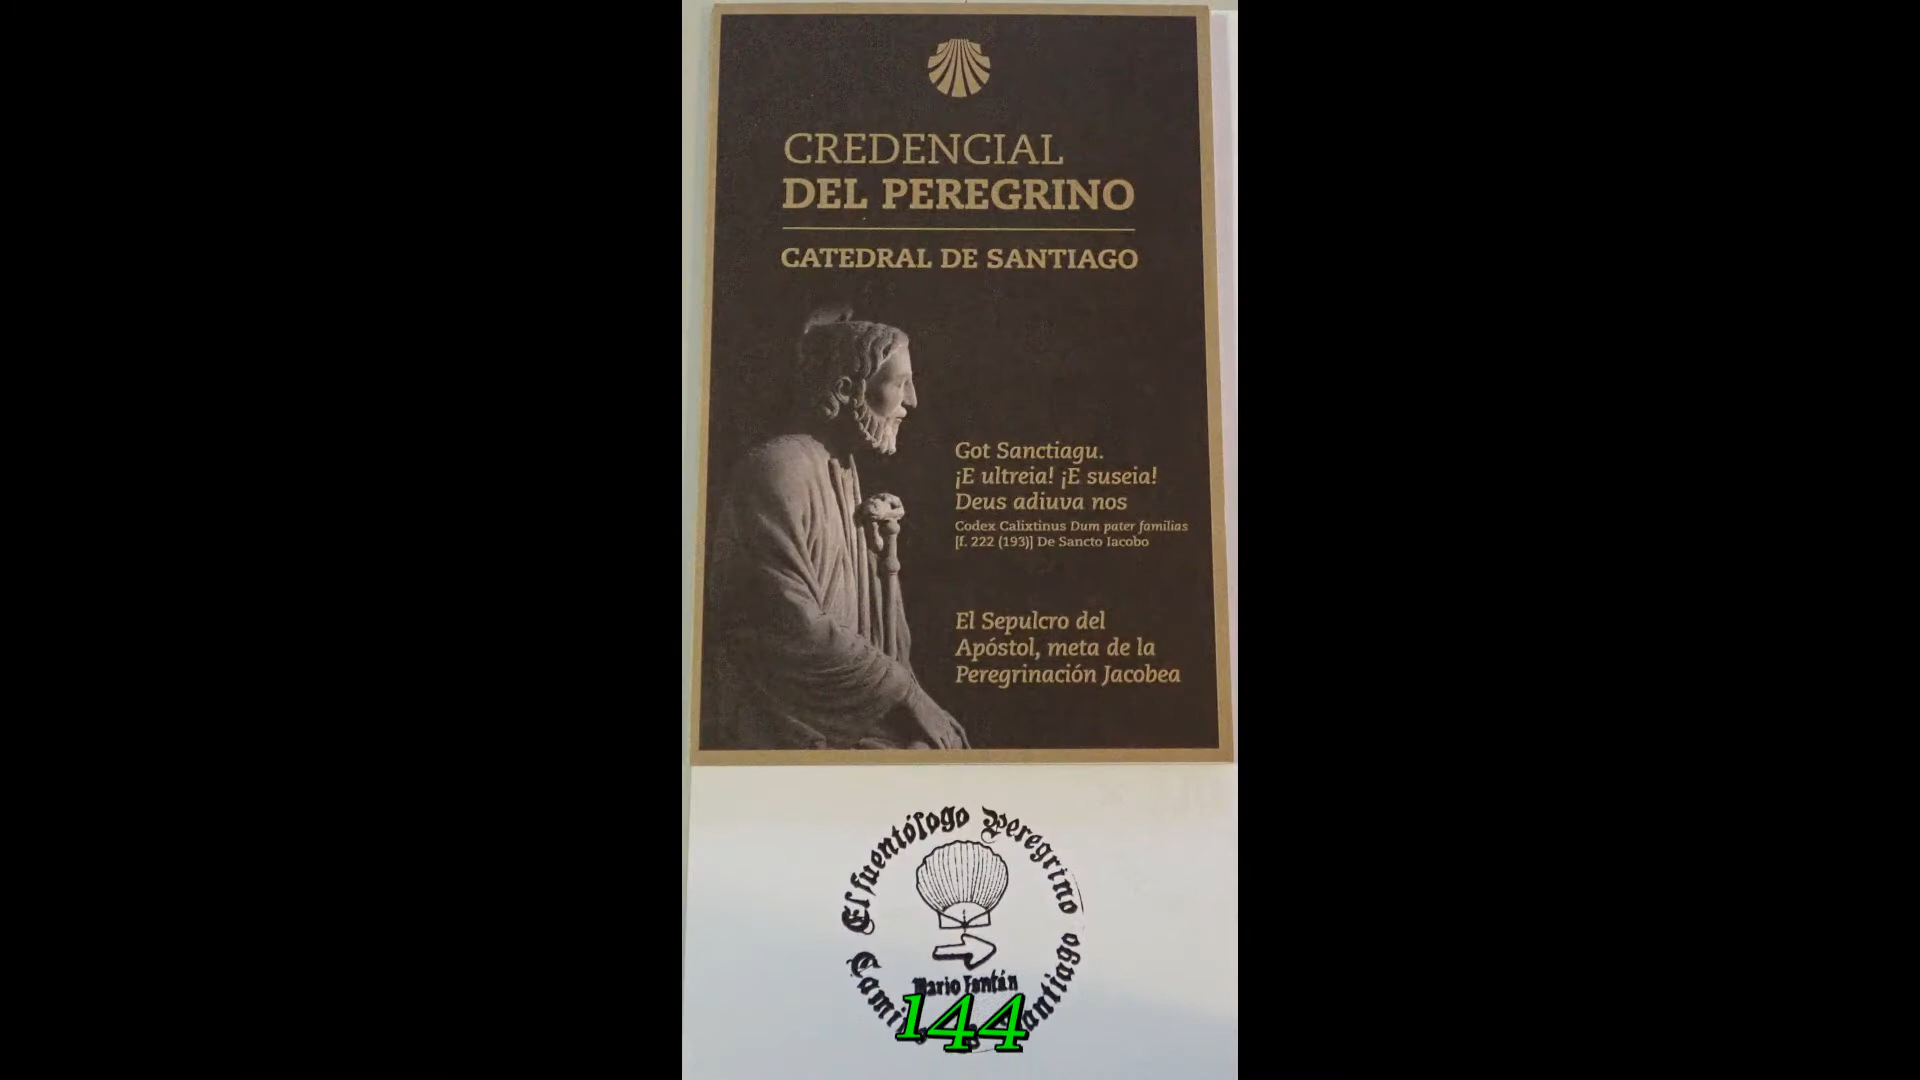 CREDENCIAL
DEL PEREGRINO
CATEDRAL DE SANTIAGO
Got Sanctiagu.
¡E ultreia! ¡E suseia!
Deus adiuva nos
Codex Calixtinus Dum pater familias
[f. 222 (193)] De Sancto Iacobo
El Sepulcro del
Apóstol, meta de la
Peregrinación Jacobea
El fuentólogo Peregrino
Mario Fontán
144